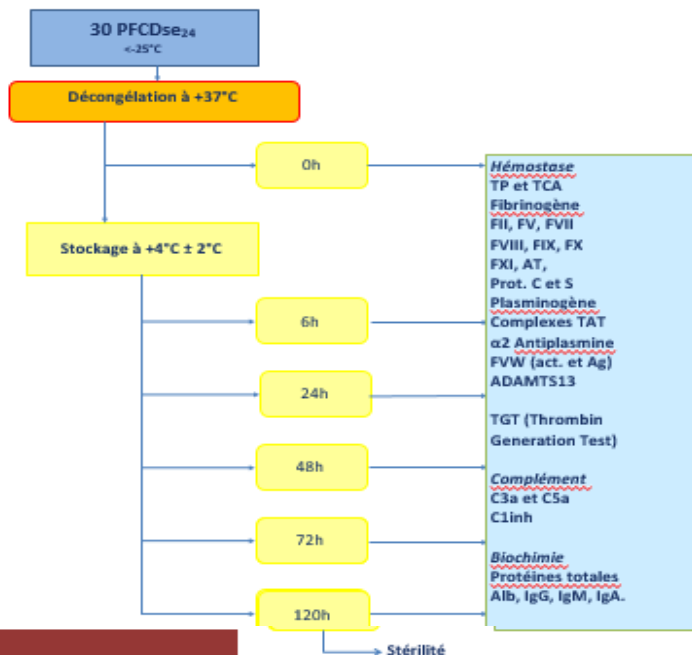 30 PFCDse24
<-25°C
Décongélation à +37°C
0h
Stockage à +4°C ± 2°C
6h
24h
48h
72h
120h
Stérilité
Hémostase
TP et TCA
Fibrinogène
FII, FV, FVII
FVIII, FIX, FX
FXI, AT,
Prot. C et S
Plasminogène
Complexes TAT
α2 Antiplasmine
FVW (act. et Ag)
ADAMTS13
TGT (Thrombin
Generation Test)
Complément
C3a et C5a
C1inh
Biochimie
Protéines totales
Alb, IgG, IgM, IgA.